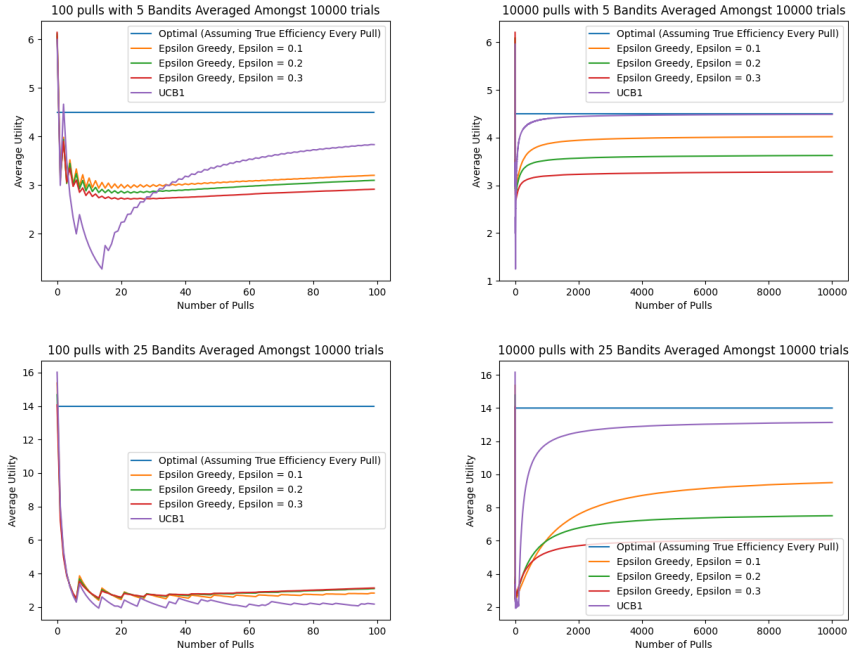 100 pulls with 5 Bandits Averaged Amongst 10000 trials
Optimal (Assuming True Efficiency Every Pull)
Epsilon Greedy, Epsilon = 0.1
Epsilon Greedy, Epsilon = 0.2
Epsilon Greedy, Epsilon = 0.3
UCB1
Average Utility
6
5
4
3
2
0
20
40
60
80
100
Number of Pulls
10000 pulls with 5 Bandits Averaged Amongst 10000 trials
Optimal (Assuming True Efficiency Every Pull)
Epsilon Greedy, Epsilon = 0.1
Epsilon Greedy, Epsilon = 0.2
Epsilon Greedy, Epsilon = 0.3
UCB1
Average Utility
6
5
4
3
2
1
0
2000
4000
6000
8000
10000
Number of Pulls
100 pulls with 25 Bandits Averaged Amongst 10000 trials
Optimal (Assuming True Efficiency Every Pull)
Epsilon Greedy, Epsilon = 0.1
Epsilon Greedy, Epsilon = 0.2
Epsilon Greedy, Epsilon = 0.3
UCB1
Average Utility
16
14
12
10
8
6
4
2
0
20
40
60
80
100
Number of Pulls
10000 pulls with 25 Bandits Averaged Amongst 10000 trials
Optimal (Assuming True Efficiency Every Pull)
Epsilon Greedy, Epsilon = 0.1
Epsilon Greedy, Epsilon = 0.2
Epsilon Greedy, Epsilon = 0.3
UCB1
Average Utility
16
14
12
10
8
6
4
2
0
2000
4000
6000
8000
10000
Number of Pulls